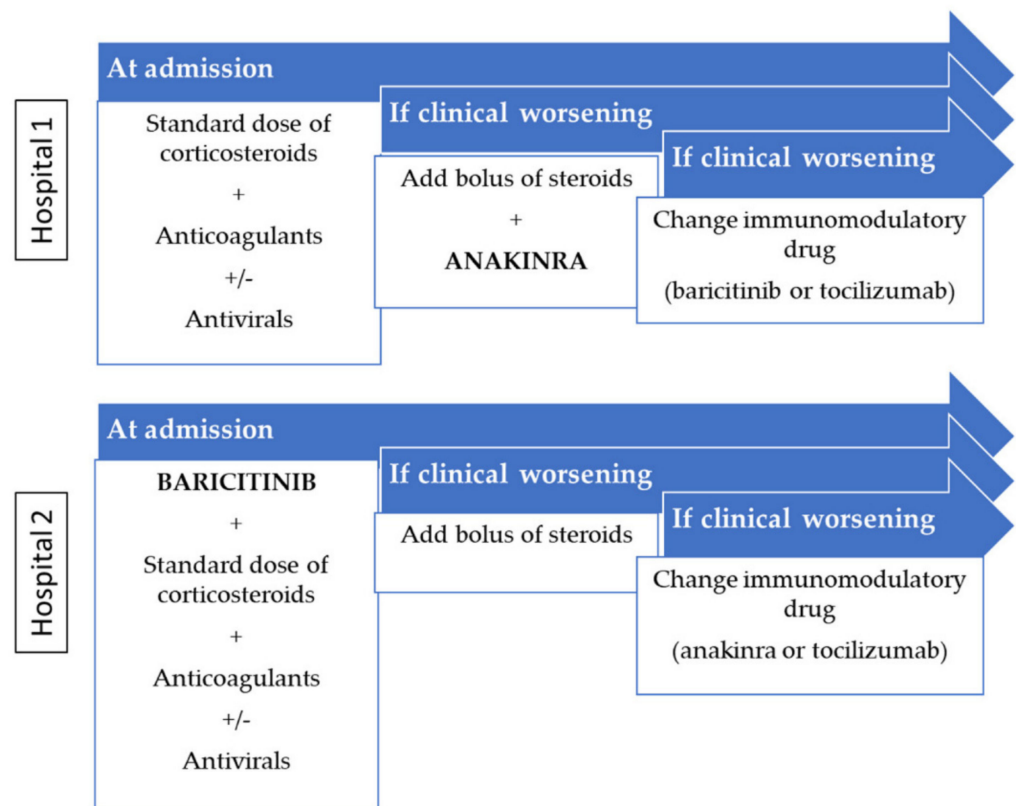 Hospital 1
At admission
Standard dose of
corticosteroids
+
Anticoagulants
+/-
Antivirals
If clinical worsening
Add bolus of steroids
+
ANAKINRA
If clinical worsening
Change immunomodulatory
drug
(baricitinib or tocilizumab)
Hospital 2
At admission
BARICITINIB
+
Standard dose of
corticosteroids
+
Anticoagulants
+/-
Antivirals
If clinical worsening
Add bolus of steroids
If clinical worsening
Change immunomodulatory
drug
(anakinra or tocilizumab)